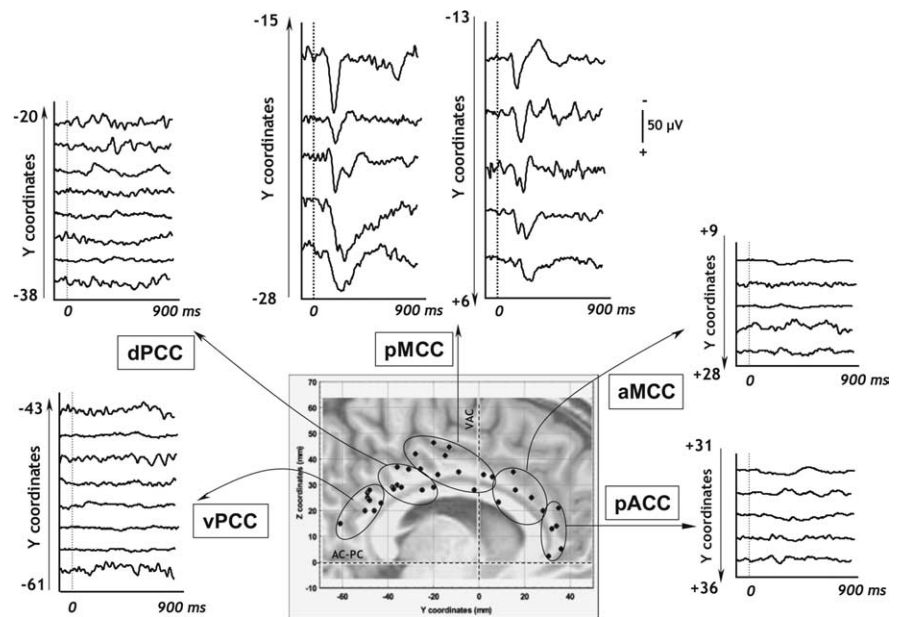 -15
-28
Y coordinates
0
900 ms
-13
+6
Y coordinates
0
900 ms
-
50 µV
+
-20
-38
Y coordinates
0
900 ms
dPCC
pMCC
+9
+28
Y coordinates
0
900 ms
aMCC
-43
-61
Y coordinates
0
900 ms
vPCC
70
60
50
40
30
20
10
0
-10
Z coordinates (mm)
VAC
AC-PC
-60
-40
-20
0
20
40
Y coordinates (mm)
pACC
+31
+36
Y coordinates
0
900 ms